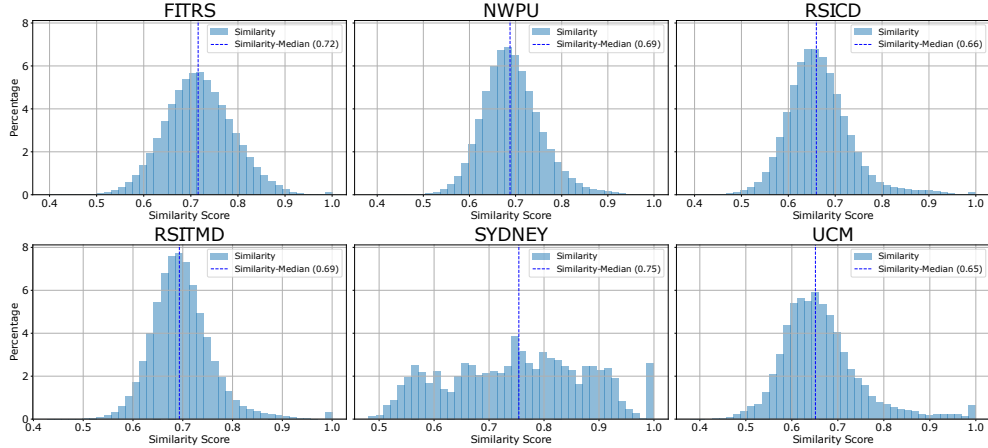 FITRS
NWPU
RSICD
8
6
4
2
0
Percentage
Similarity
Similarity-Median (0.72)
0.4 0.5 0.6 0.7 0.8 0.9 1.0
Similarity Score
Similarity
Similarity-Median (0.69)
0.4 0.5 0.6 0.7 0.8 0.9 1.0
Similarity Score
Similarity
Similarity-Median (0.66)
0.4 0.5 0.6 0.7 0.8 0.9 1.0
Similarity Score
RSITMD
SYDNEY
UCM
8
6
4
2
0
Percentage
Similarity
Similarity-Median (0.69)
0.4 0.5 0.6 0.7 0.8 0.9 1.0
Similarity Score
Similarity
Similarity-Median (0.75)
0.5 0.6 0.7 0.8 0.9 1.0
Similarity Score
Similarity
Similarity-Median (0.65)
0.4 0.5 0.6 0.7 0.8 0.9 1.0
Similarity Score